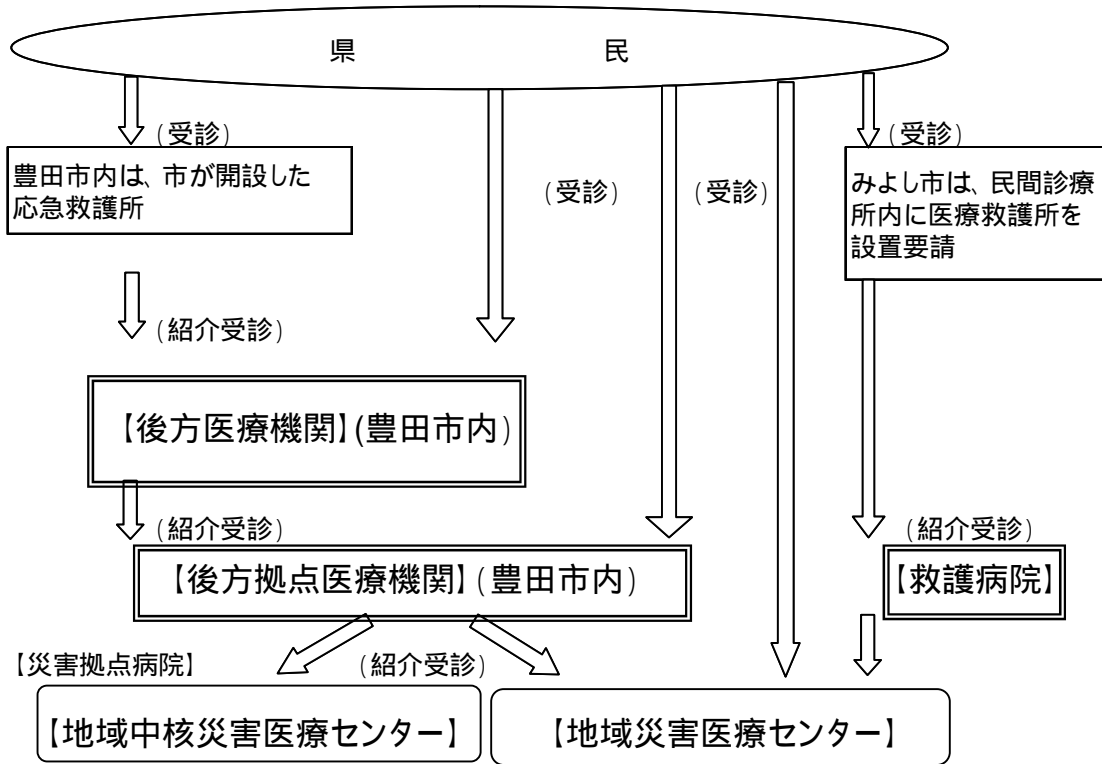 県 民
(受診)
(受診)
豊田市内は、市が開設した
応急救護所
(受診)
(受診)
みよし市は、民間診療
所内に医療救護所を
設置要請
(紹介受診)
【後方医療機関】(豊田市内)
(紹介受診)
(紹介受診)
【後方拠点医療機関】(豊田市内)
【救護病院】
【災害拠点病院】
(紹介受診)
【地域中核災害医療センター】
【地域災害医療センター】